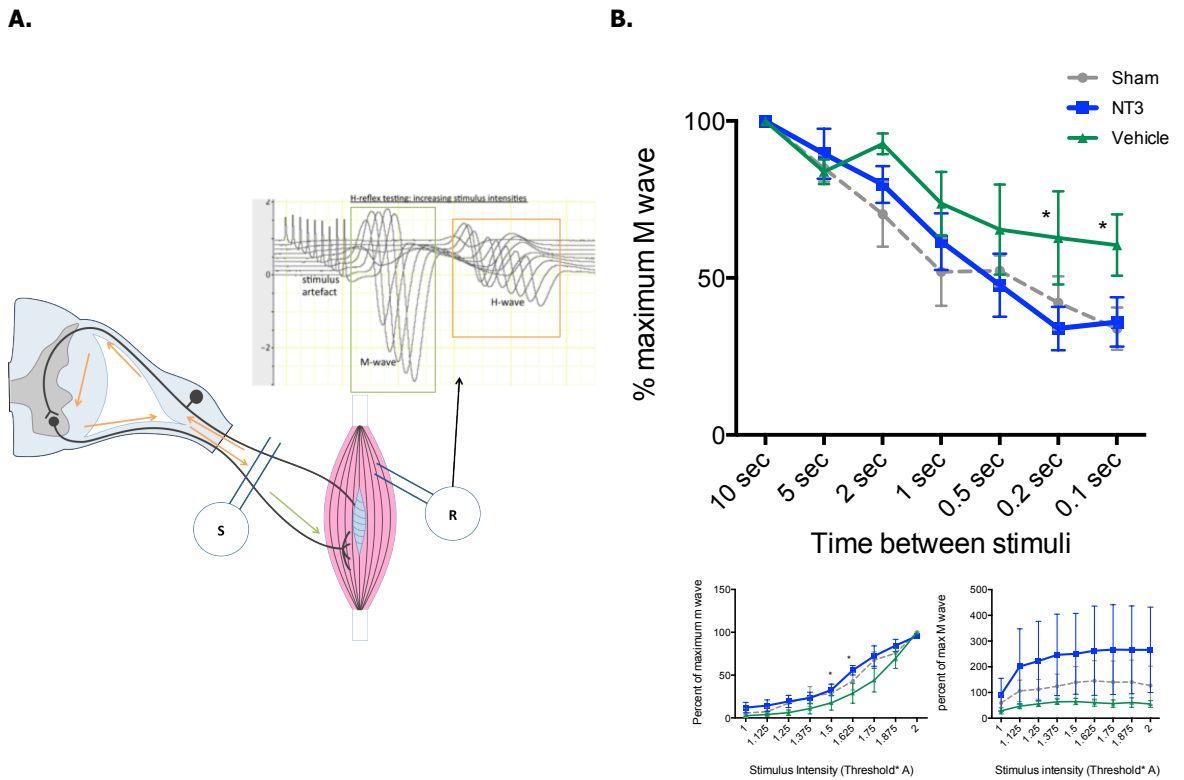 A.
H-reflex testing: increasing stimulus intensities
2
0
-2
stimulus
artefact
M-wave
H-wave
S
R
B.
Sham
NT3
Vehicle
% maximum M wave
100
50
0
*
*
10 sec
5 sec
2 sec
1 sec
0.5 sec
0.2 sec
0.1 sec
Time between stimuli
Percent of maximum m wave
150
100
50
0
*
*
1
1.125
1.25
1.375
1.5
1.625
1.75
1.875
2
Stimulus Intensity (Threshold* A)
percent of max M wave
500
400
300
200
100
0
1
1.125
1.25
1.375
1.5
1.625
1.75
1.875
2
Stimulus intensity (Threshold* A)